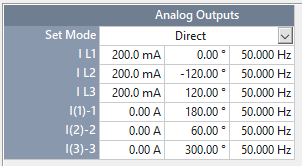 Analog Outputs
Set Mode Direct
I L1 200.0 mA 0.00 ° 50.000 Hz
I L2 200.0 mA -120.00 ° 50.000 Hz
I L3 200.0 mA 120.00 ° 50.000 Hz
I(1)-1 0.00 A 180.00 ° 50.000 Hz
I(2)-2 0.00 A 60.00 ° 50.000 Hz
I(3)-3 0.00 A 300.00 ° 50.000 Hz